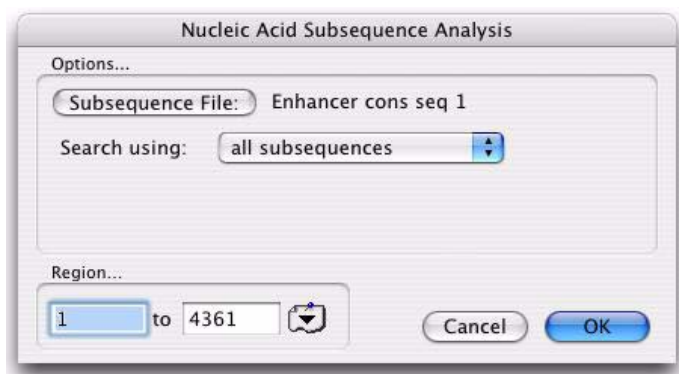 Nucleic Acid Subsequence Analysis
Options...
Subsequence File: Enhancer cons seq 1
Search using: all subsequences
Region...
1 to 4361
Cancel OK